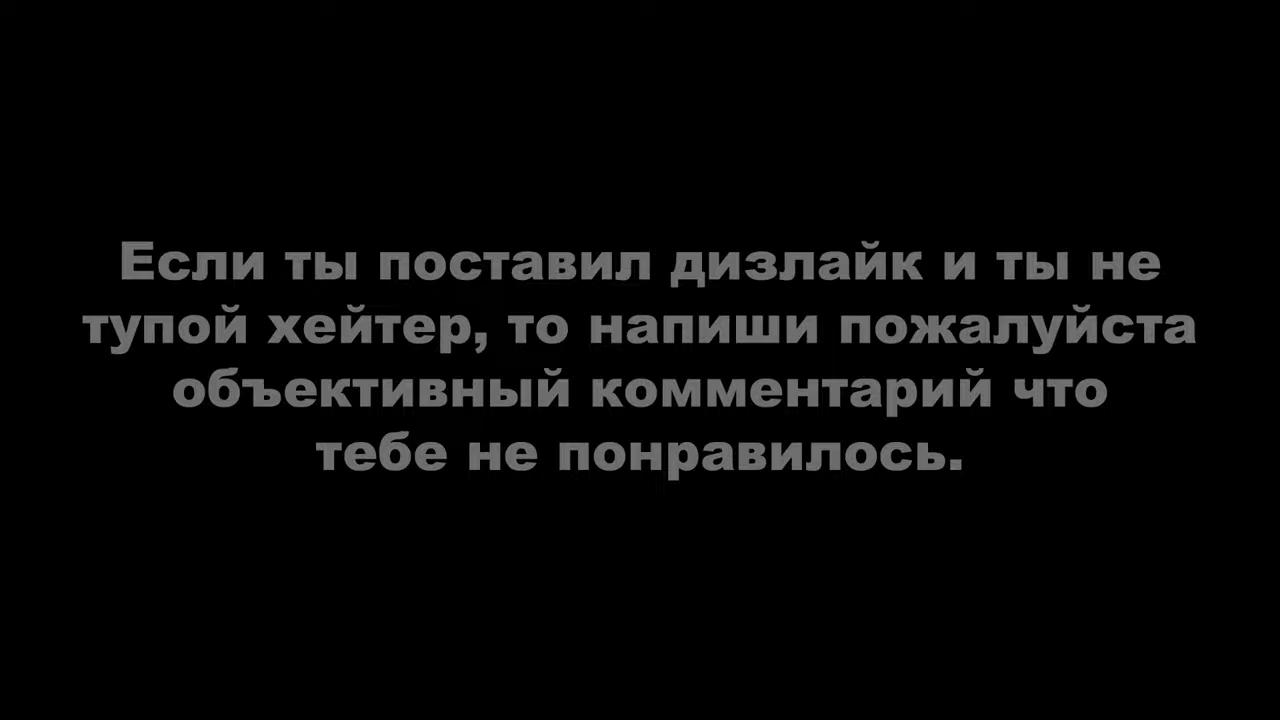 Если ты поставил дизлайк и ты не
тупой хейтер, то напиши пожалуйста
объективный комментарий что
тебе не понравилось.